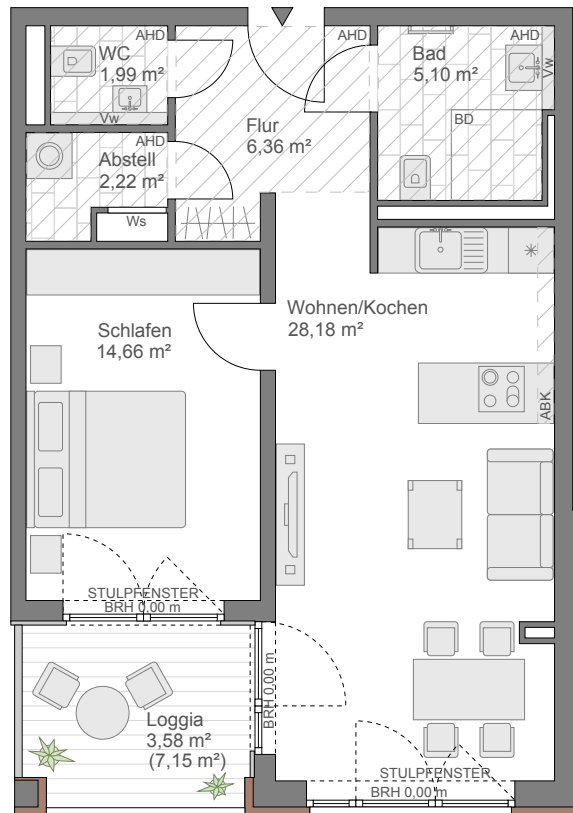 AHD
AHD
AHD
WC
1,99 m²
Vw
Bad
5,10 m²
Vw
BD
Flur
6,36 m²
AHD
Abstell
2,22 m²
Ws
Schlafen
14,66 m²
Wohnen/Kochen
28,18 m²
ABK
STULPFENSTER
BRH 0,00 m
BRH 0,00 m
Loggia
3,58 m²
(7,15 m²)
STULPFENSTER
BRH 0,00 m